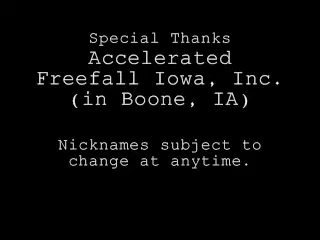 Special Thanks
Accelerated
Freefall Iowa, Inc.
(in Boone, IA)
Nicknames subject to
change at anytime.